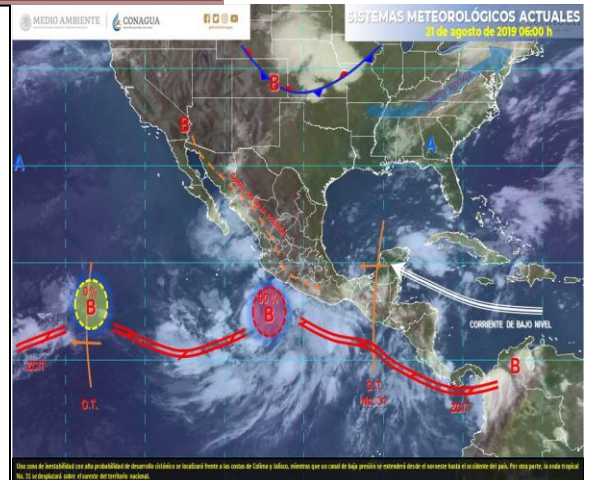 MEDIO AMBIENTE
CONAGUA
SISTEMAS METEOROLÓGICOS ACTUALES
21 de agosto de 2019 06:00 h
B
B
A
A
0 %
B
90 %
B
B
CORRIENTE DE BAJO NIVEL
ZCIT
O.T.
O.T.
No. 31
ZCIT
Una zona de inestabilidad con alta probabilidad de desarrollo ciclónico se localizará frente a las costas de Colima y Jalisco, mientras que un canal de baja presión se extenderá desde el noroeste hasta el occidente del país. Por otra parte, la onda tropical
No. 31 se desplazará sobre el sureste del territorio nacional.